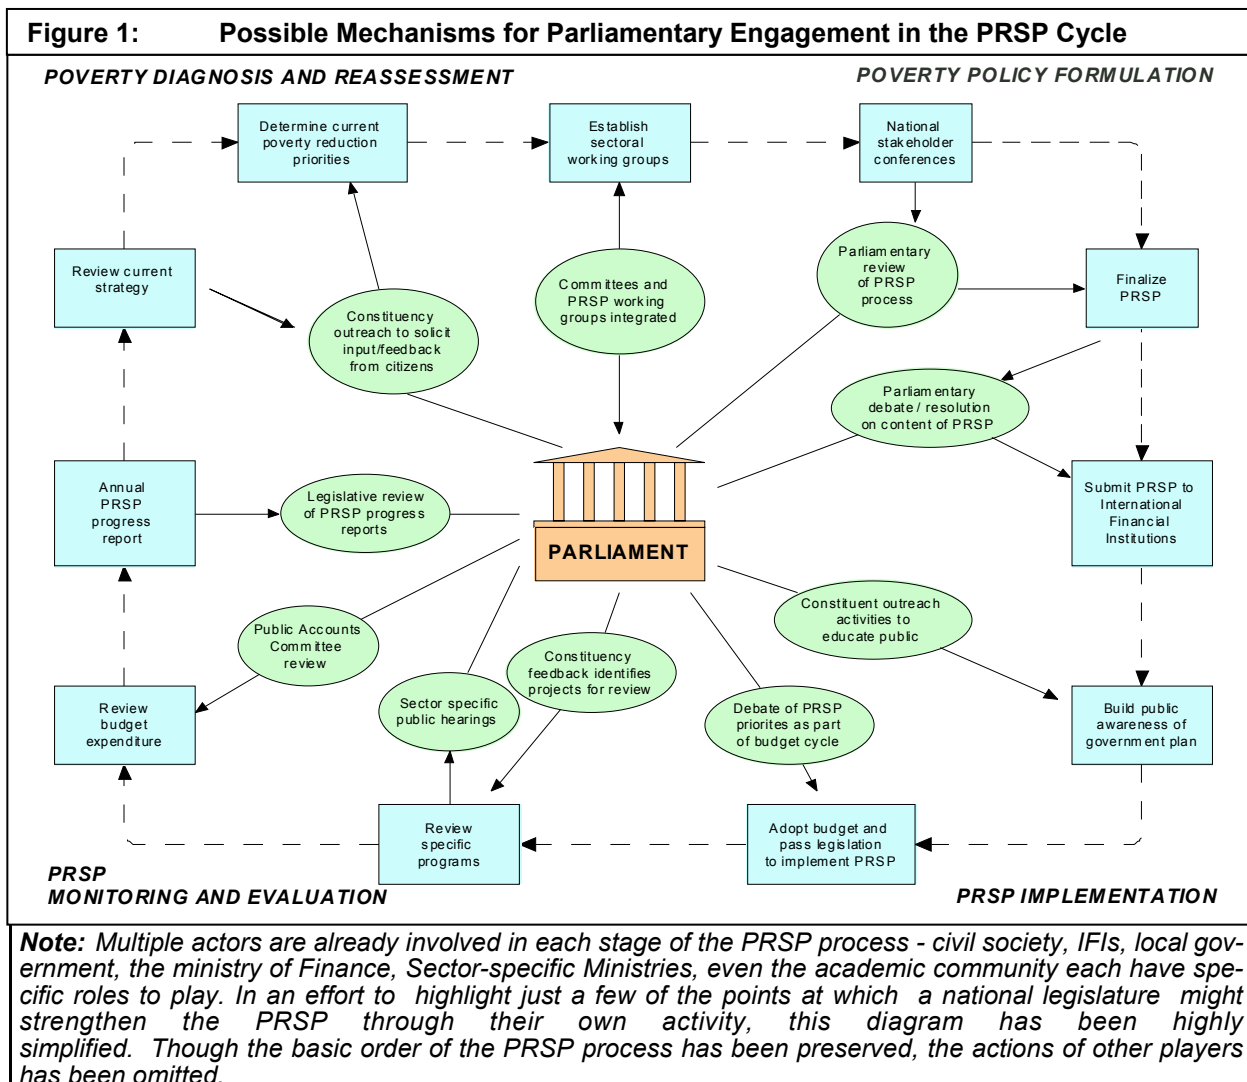 Figure 1: Possible Mechanisms for Parliamentary Engagement in the PRSP Cycle
POVERTY DIAGNOSIS AND REASSESSMENT
POVERTY POLICY FORMULATION
Determine current
poverty reduction
priorities
Establish
sectoral
working groups
National
stakeholder
conferences
Review current
strategy
Constituency
outreach to solicit
input/feedback
from citizens
Committees and
PRSP working
groups integrated
Parliamentary
review
of PRSP
process
Finalize
PRSP
Parliamentary
debate / resolution
on content of PRSP
Annual
PRSP
progress
report
Legislative review
of PRSP progress
reports
PARLIAMENT
Submit PRSP to
International
Financial
Institutions
Public Accounts
Committee
review
Constituency
feedback identifies
projects for review
Constituent outreach
activities to
educate public
Review
budget
expenditure
Sector specific
public hearings
Debate of PRSP
priorites as part
of budget cycle
Build public
awareness of
government plan
Review
specific
programs
Adopt budget and
pass legislation
to implement PRSP
PRSP
MONITORING AND EVALUATION
PRSP IMPLEMENTATION
Note: Multiple actors are already involved in each stage of the PRSP process - civil society, IFIs, local gov-
ernment, the ministry of Finance, Sector-specific Ministries, even the academic community each have spe-
cific roles to play. In an effort to highlight just a few of the points at which a national legislature might
strengthen the PRSP through their own activity, this diagram has been highly
simplified. Though the basic order of the PRSP process has been preserved, the actions of other players
has been omitted.